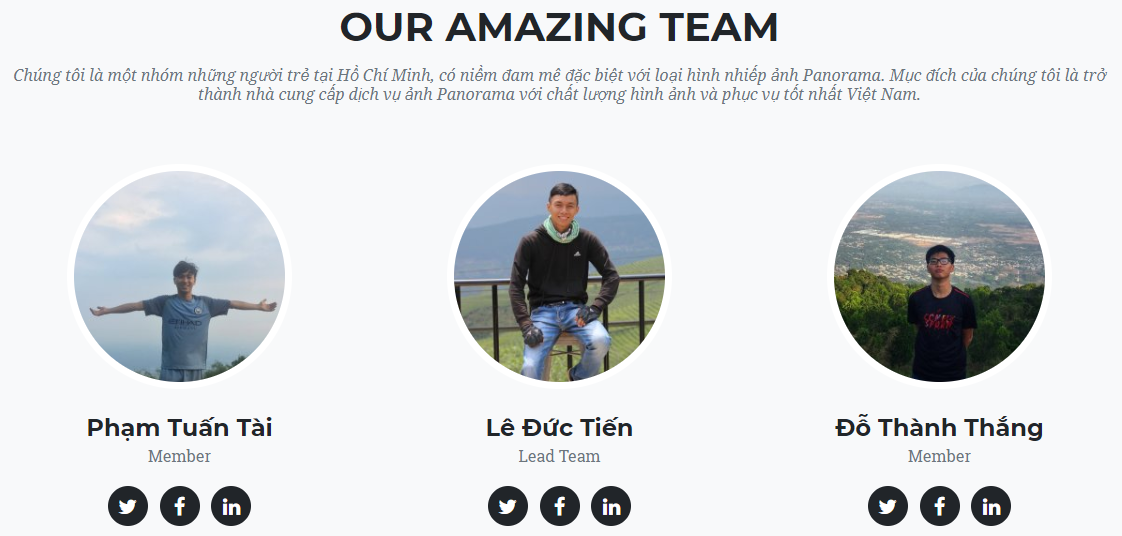 OUR AMAZING TEAM
Chúng tôi là một nhóm những người trẻ tại Hồ Chí Minh, có niềm đam mê đặc biệt với loại hình nhiếp ảnh Panorama. Mục đích của chúng tôi là trở
thành nhà cung cấp dịch vụ ảnh Panorama với chất lượng hình ảnh và phục vụ tốt nhất Việt Nam.
Phạm Tuấn Tài
Member
Lê Đức Tiến
Lead Team
Đỗ Thành Thắng
Member